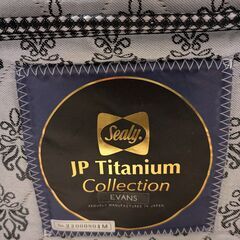 Sealy.
JP Titanium
Collection
EVANS
PROUDLY MANUFACTURED IN JAPAN